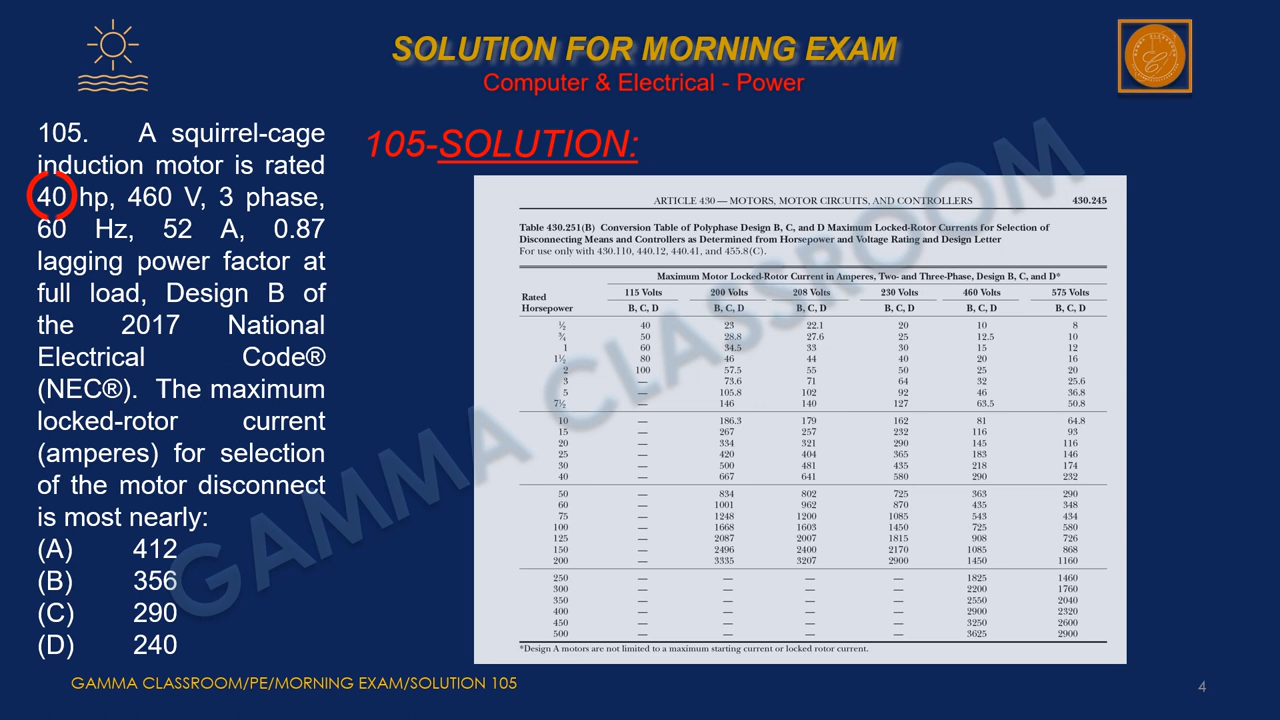 SOLUTION FOR MORNING EXAM
Computer & Electrical - Power
105. A squirrel-cage
induction motor is rated
40 hp, 460 V, 3 phase,
60 Hz, 52 A, 0.87
lagging power factor at
full load, Design B of
the 2017 National
Electrical Code®
(NEC®). The maximum
locked-rotor current
(amperes) for selection
of the motor disconnect
is most nearly:
(A) 412
(B) 356
(C) 290
(D) 240
105-SOLUTION:
ARTICLE 430 — MOTORS, MOTOR CIRCUITS, AND CONTROLLERS 430.245
Table 430.251(B) Conversion Table of Polyphase Design B, C, and D Maximum Locked-Rotor Currents for Selection of
Disconnecting Means and Controllers as Determined from Horsepower and Voltage Rating and Design Letter
For use only with 430.110, 440.12, 440.41, and 455.8(C).
Maximum Motor Locked-Rotor Current in Amperes, Two- and Three-Phase, Design B, C, and D*
115 Volts 200 Volts 208 Volts 230 Volts 460 Volts 575 Volts
Rated
Horsepower B, C, D B, C, D B, C, D B, C, D B, C, D B, C, D
½ 40 23 22.1 20 10 8
¾ 50 28.8 27.6 25 12.5 10
1 60 34.5 33 30 15 12
1½ 80 46 44 40 20 16
2 100 57.5 55 50 25 20
3 — 73.6 71 64 32 25.6
5 — 105.8 102 92 46 36.8
7½ — 146 140 127 63.5 50.8
10 — 186.3 179 162 81 64.8
15 — 267 257 232 116 93
20 — 334 321 290 145 116
25 — 420 404 365 183 146
30 — 500 481 435 218 174
40 — 667 641 580 290 232
50 — 834 802 725 363 290
60 — 1001 962 870 435 348
75 — 1248 1200 1085 543 434
100 — 1668 1603 1450 725 580
125 — 2087 2007 1815 908 726
150 — 2496 2400 2170 1085 868
200 — 3335 3207 2900 1450 1160
250 — — — — 1825 1460
300 — — — — 2200 1760
350 — — — — 2550 2040
400 — — — — 2900 2320
450 — — — — 3250 2600
500 — — — — 3625 2900
*Design A motors are not limited to a maximum starting current or locked rotor current.
GAMMA CLASSROOM
GAMMA CLASSROOM/PE/MORNING EXAM/SOLUTION 105
4